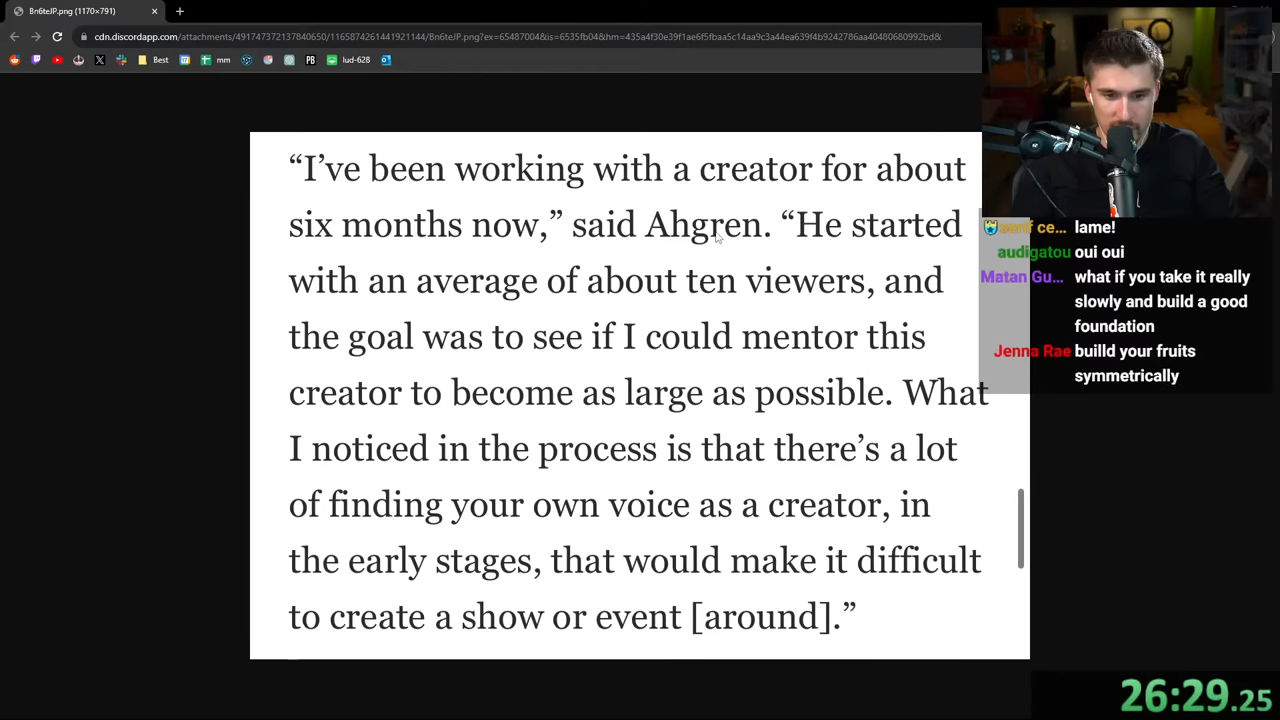 Bn6teJP.png (1170×791)
cdn.discordapp.com/attachments/491747372137840650/1165874261441921144/Bn6teJP.png?ex=65487004&is=6535fb04&hm=435a4f30e39f1ae6f5fbaa5c14aa9c3a44ea639f4b9242786aa40480680992bd&
Best
mm
PB
lud-628
“I’ve been working with a creator for about
six months now,” said Ahgren. “He started
with an average of about ten viewers, and
the goal was to see if I could mentor this
creator to become as large as possible. What
I noticed in the process is that there’s a lot
of finding your own voice as a creator, in
the early stages, that would make it difficult
to create a show or event [around].”
lame!
audigatou oui oui
Matan Gu… what if you take it really
slowly and build a good
foundation
Jenna Rae builld your fruits
symmetrically
26:29.25